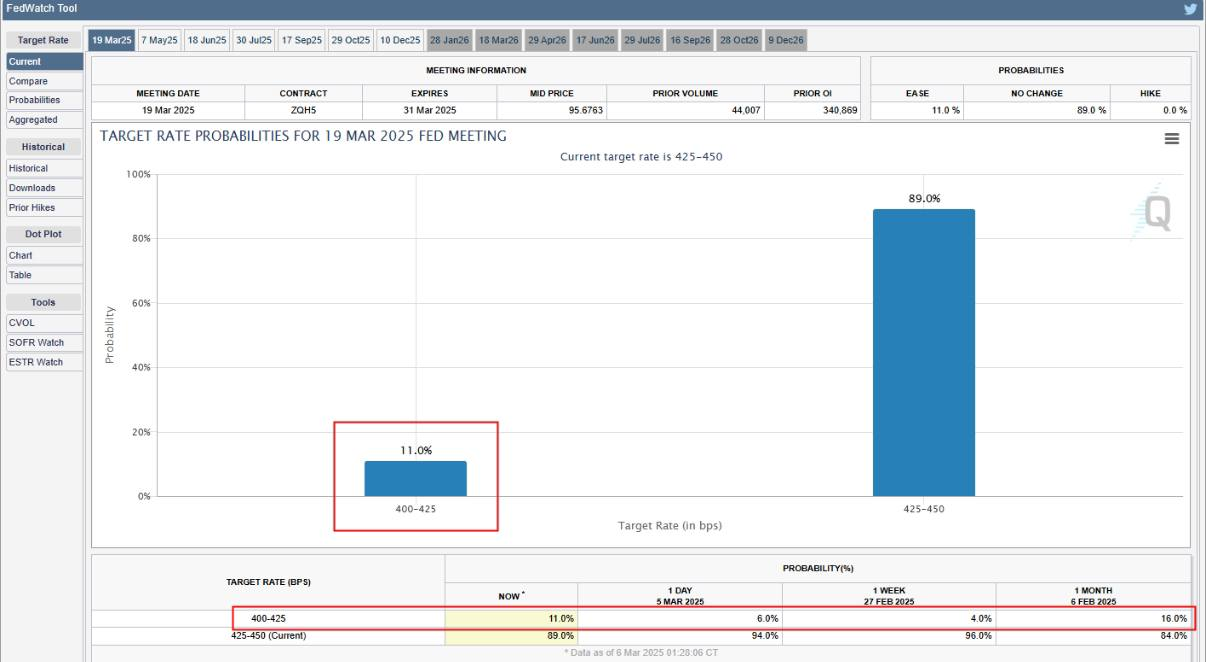 FedWatch Tool
Target Rate
Current
Compare
Probabilities
Aggregated
Historical
Historical
Downloads
Prior Hikes
Dot Plot
Chart
Table
Tools
CVOL
SOFR Watch
ESTR Watch
19 Mar25 7 May25 18 Jun25 30 Jul25 17 Sep25 29 Oct25 10 Dec25 28 Jan26 18 Mar26 29 Apr26 17 Jun26 29 Jul26 16 Sep26 28 Oct26 9 Dec26
MEETING INFORMATION
MEETING DATE CONTRACT EXPIRES MID PRICE PRIOR VOLUME PRIOR OI
19 Mar 2025 ZQH5 31 Mar 2025 95.6763 44,007 340,869
PROBABILITIES
EASE NO CHANGE HIKE
11.0 % 89.0 % 0.0 %
TARGET RATE PROBABILITIES FOR 19 MAR 2025 FED MEETING
Current target rate is 425-450
Q
100%
80%
60%
40%
20%
0%
Probability
11.0%
89.0%
400-425
425-450
Target Rate (in bps)
TARGET RATE (BPS) PROBABILITY(%)
NOW * 1 DAY 5 MAR 2025 1 WEEK 27 FEB 2025 1 MONTH 6 FEB 2025
400-425 11.0% 6.0% 4.0% 16.0%
425-450 (Current) 89.0% 94.0% 96.0% 84.0%
* Data as of 6 Mar 2025 01:28:06 CT